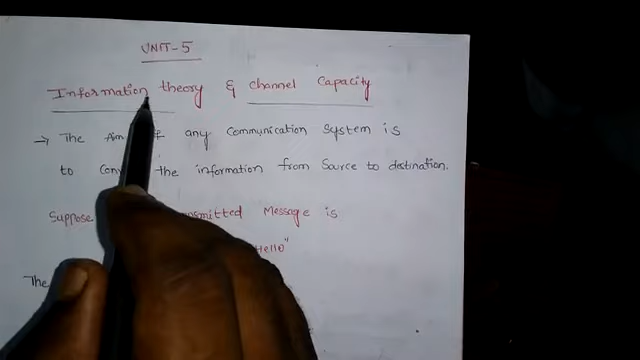 UNIT-5
Information theory & channel Capacity
→ The Aim any Communication System is
to the information from Source to destination.
Suppose Message is
Hello"
The